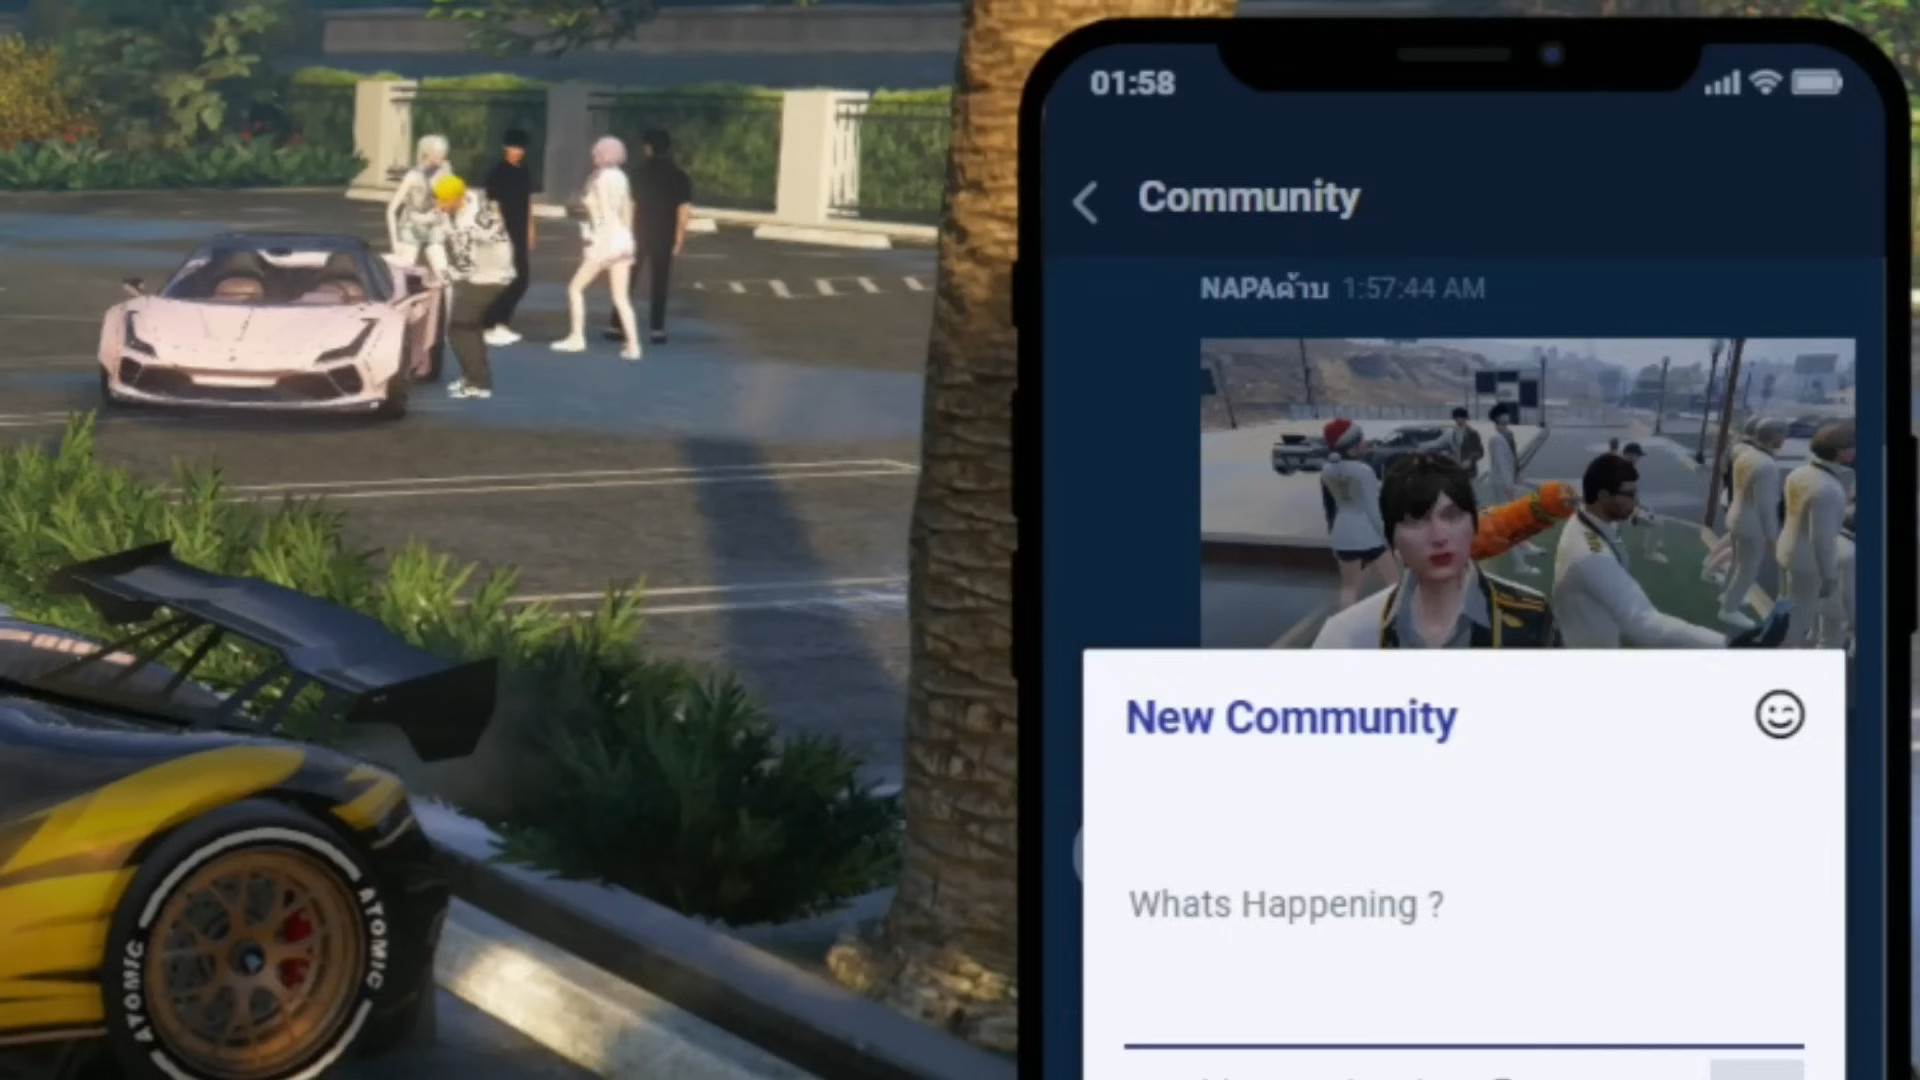 01:58
Community
NAPAค้าบ 1:57:44 AM
New Community
Whats Happening ?
ATOMIC
ATOMIC